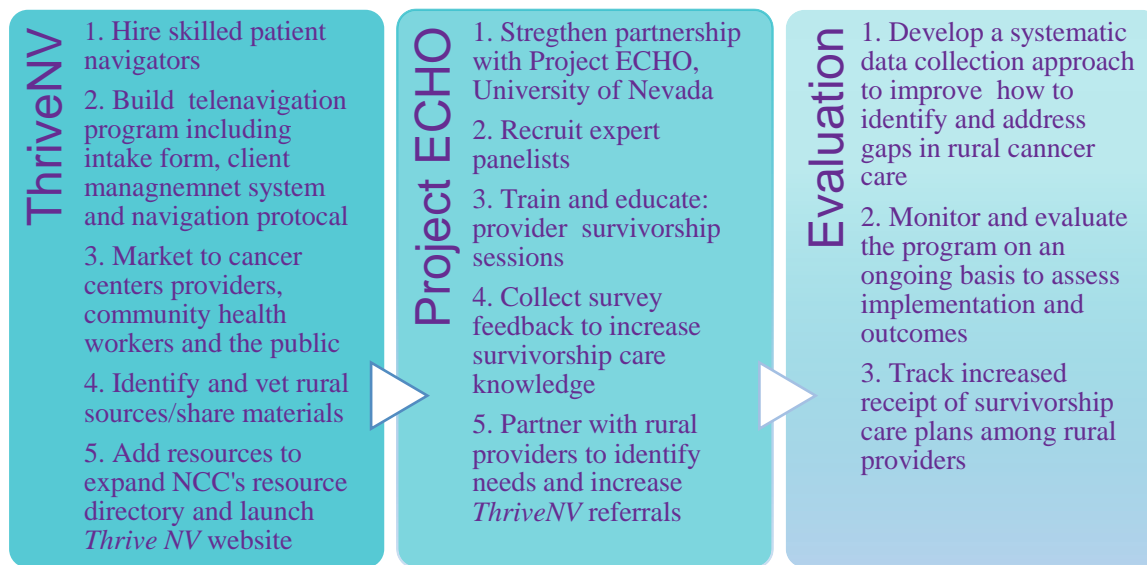 ThriveNV
1. Hire skilled patient
navigators
2. Build  telenavigation
program including
intake form, client
managnemnet system
and navigation protocal
3. Market to cancer
centers providers,
community health
workers and the public
4. Identify and vet rural
sources/share materials
5. Add resources to
expand NCC's resource
directory and launch
Thrive NV website
Project ECHO
1. Stregthen partnership
with Project ECHO,
University of Nevada
2. Recruit expert
panelists
3. Train and educate:
provider  survivorship
sessions
4. Collect survey
feedback to increase
survivorship care
knowledge
5. Partner with rural
providers to identify
needs and increase
ThriveNV referrals
Evaluation
1. Develop a systematic
data collection approach
to improve  how to
identify and address
gaps in rural canncer
care
2. Monitor and evaluate
the program on an
ongoing basis to assess
implementation and
outcomes
3. Track increased
receipt of survivorship
care plans among rural
providers